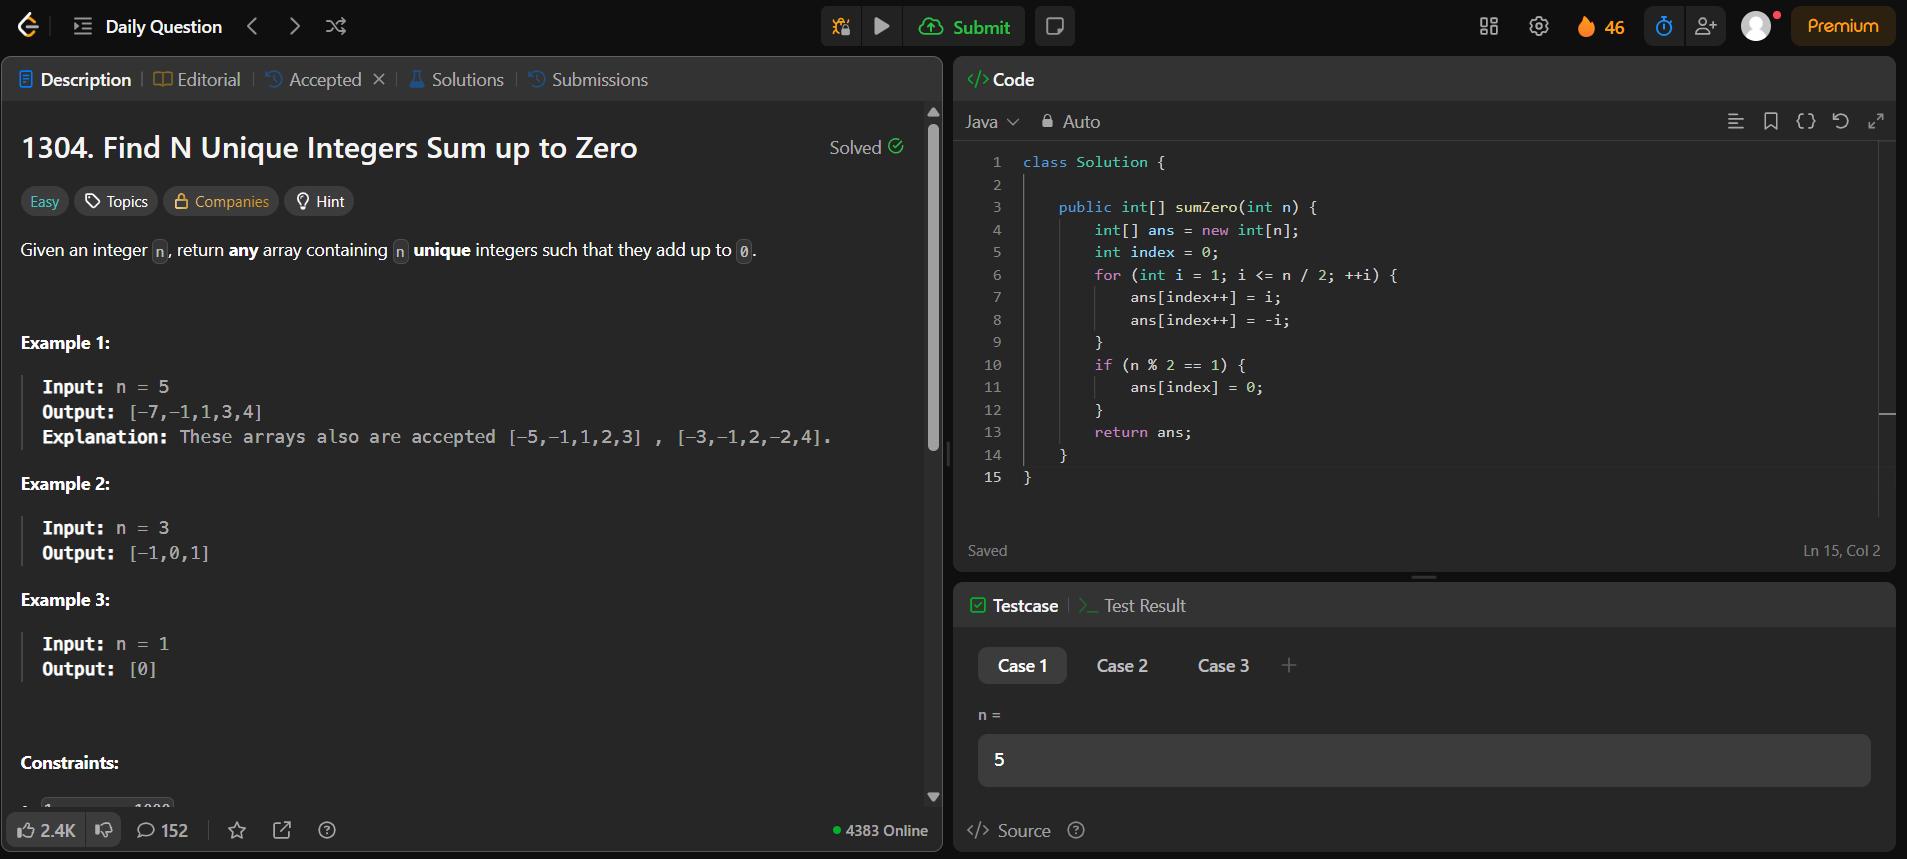 Daily Question
Submit
46
Premium
Description
Editorial
Accepted
Solutions
Submissions
1304. Find N Unique Integers Sum up to Zero
Solved
Easy
Topics
Companies
Hint
Given an integer n, return any array containing n unique integers such that they add up to 0.
Example 1:
Input: n = 5
Output: [-7,-1,1,3,4]
Explanation: These arrays also are accepted [-5,-1,1,2,3] , [-3,-1,2,-2,4].
Example 2:
Input: n = 3
Output: [-1,0,1]
Example 3:
Input: n = 1
Output: [0]
Constraints:
2.4K
152
4383 Online
Code
Java
Auto
1 class Solution {
2
3 public int[] sumZero(int n) {
4 int[] ans = new int[n];
5 int index = 0;
6 for (int i = 1; i <= n / 2; ++i) {
7 ans[index++] = i;
8 ans[index++] = -i;
9 }
10 if (n % 2 == 1) {
11 ans[index] = 0;
12 }
13 return ans;
14 }
15 }
Saved
Ln 15, Col 2
Testcase
Test Result
Case 1
Case 2
Case 3
n =
5
Source